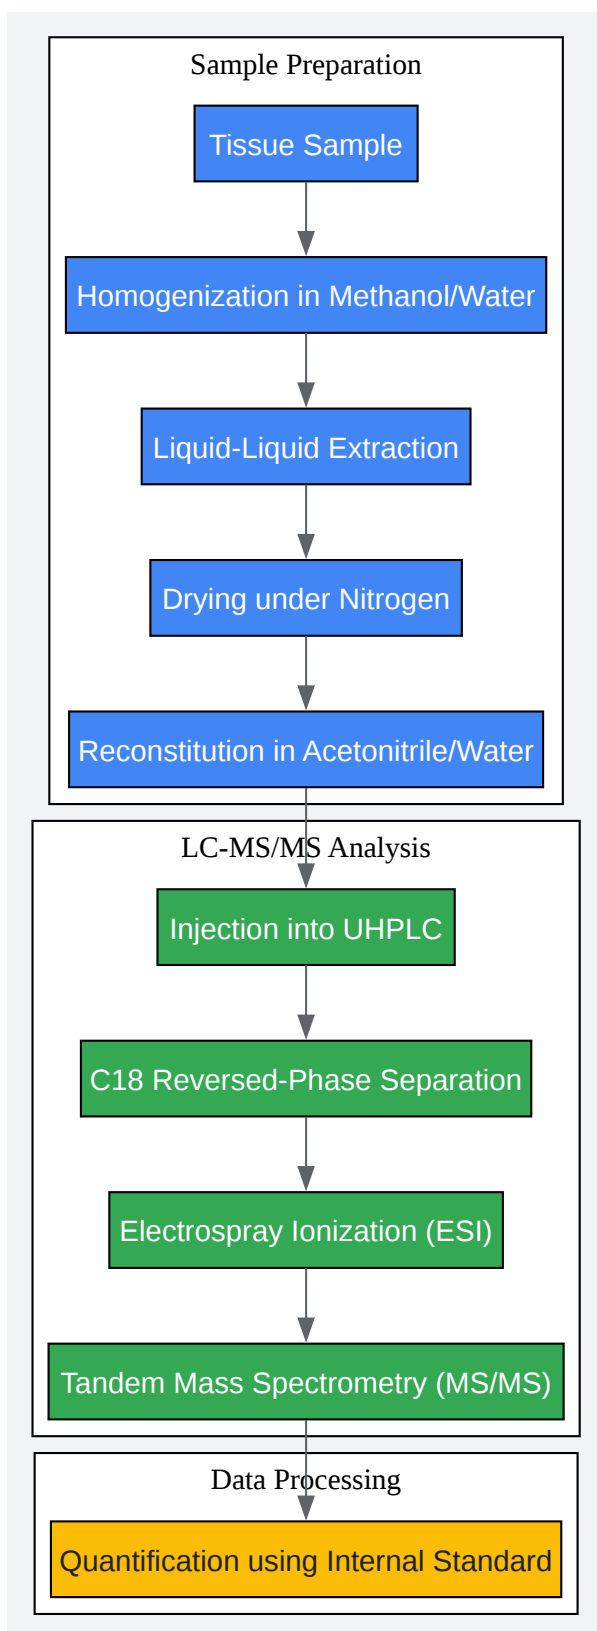 Sample Preparation
Tissue Sample
Homogenization in Methanol/Water
Liquid-Liquid Extraction
Drying under Nitrogen
Reconstitution in Acetonitrile/Water
LC-MS/MS Analysis
Injection into UHPLC
C18 Reversed-Phase Separation
Electrospray Ionization (ESI)
Tandem Mass Spectrometry (MS/MS)
Data Processing
Quantification using Internal Standard